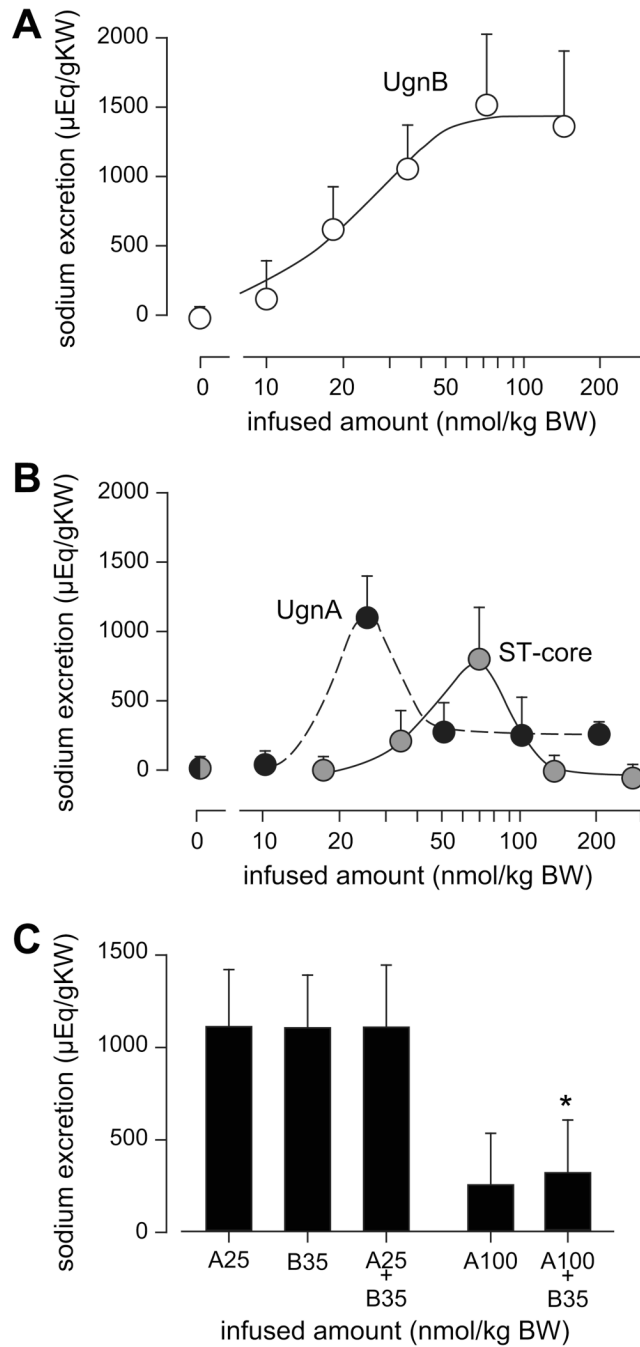 A
sodium excretion (µEq/gKW)
2000
1500
1000
500
0
UgnB
0 10 20 50 100 200
infused amount (nmol/kg BW)
B
sodium excretion (µEq/gKW)
2000
1500
1000
500
0
UgnA
ST-core
0 10 20 50 100 200
infused amount (nmol/kg BW)
C
sodium excretion (µEq/gKW)
1500
1000
500
0
*
A25 B35 A25 A100 A100
+ +
B35 B35
infused amount (nmol/kg BW)